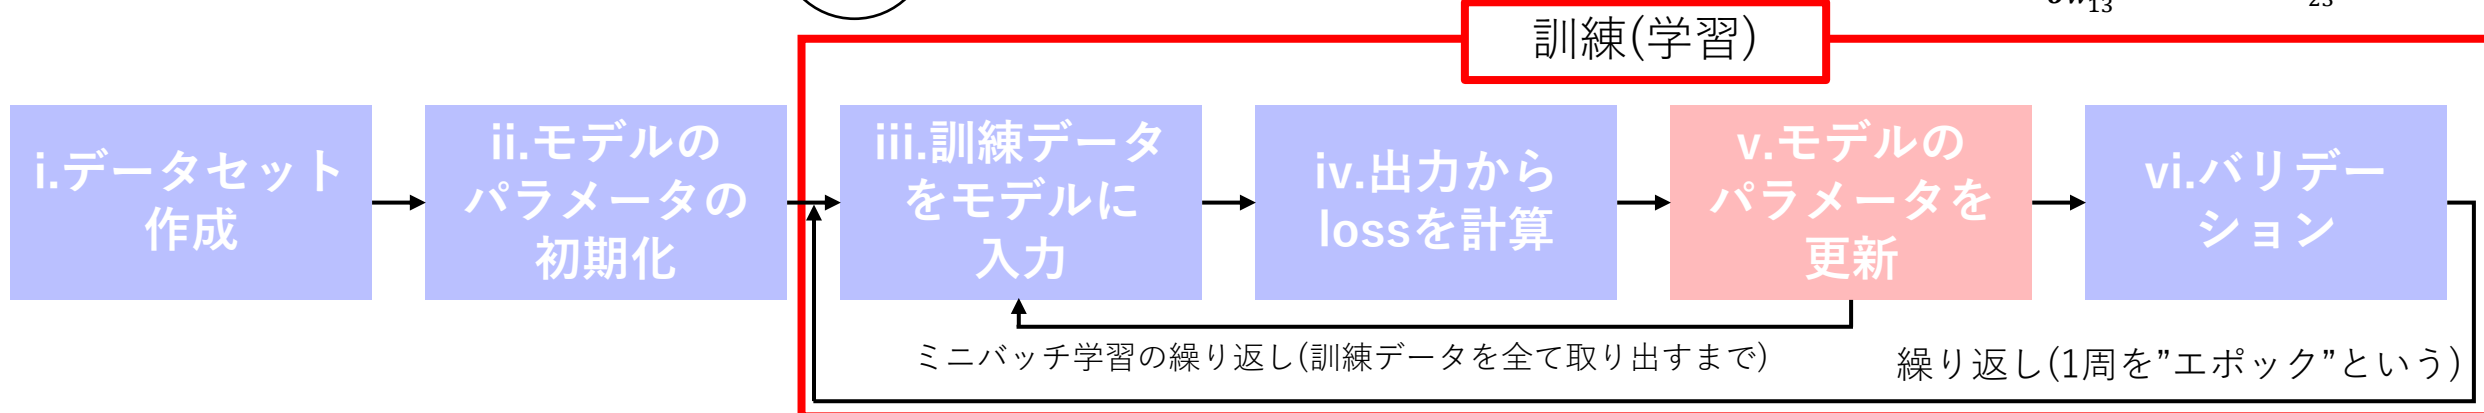 ∂w₁₃
23
訓練(学習)
i.データセット
作成
ii.モデルの
パラメータの
初期化
iii.訓練データ
をモデルに
入力
iv.出力から
lossを計算
v.モデルの
パラメータを
更新
vi.バリデー
ション
ミニバッチ学習の繰り返し(訓練データを全て取り出すまで)
繰り返し(1周を”エポック”という)